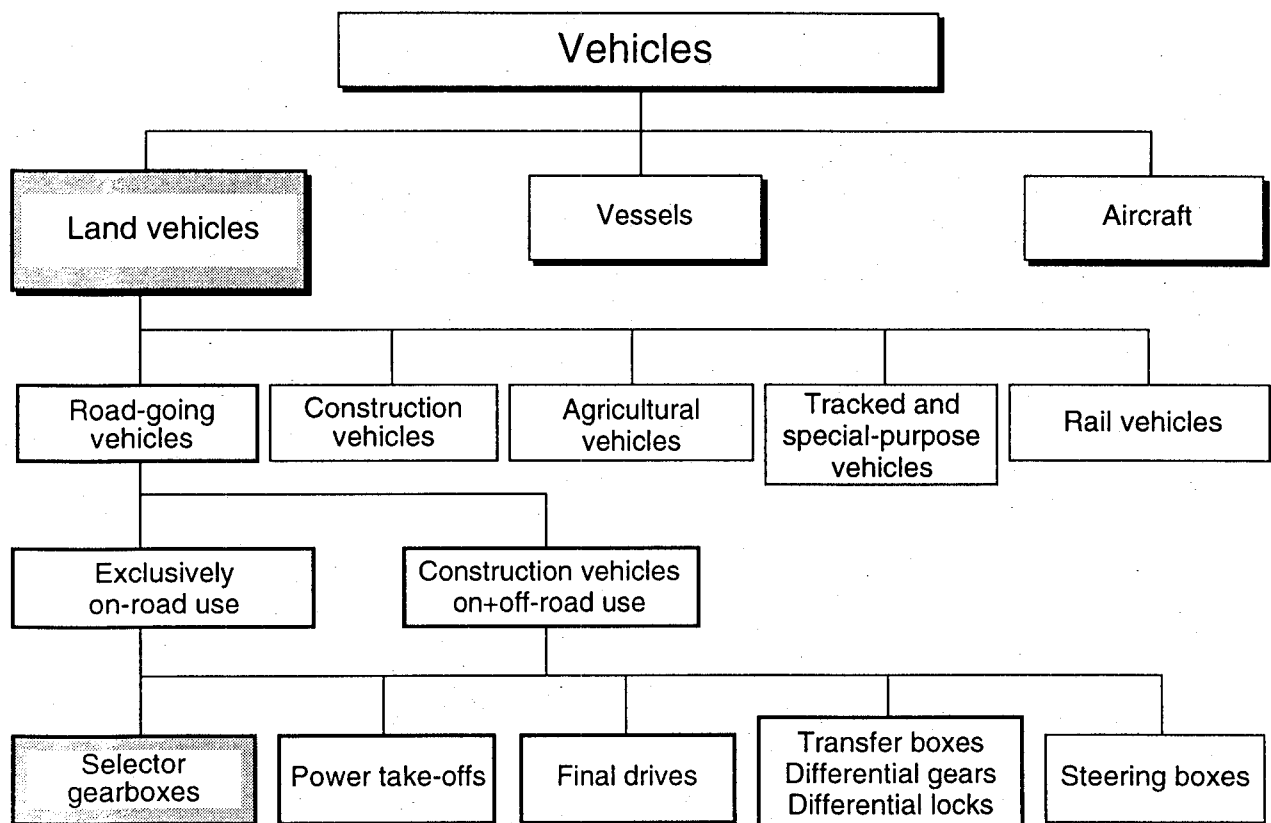 Vehicles
Land vehicles
Vessels
Aircraft
Road-going
vehicles
Construction
vehicles
Agricultural
vehicles
Tracked and
special-purpose
vehicles
Rail vehicles
Exclusively
on-road use
Construction vehicles
on+off-road use
Selector
gearboxes
Power take-offs
Final drives
Transfer boxes
Differential gears
Differential locks
Steering boxes